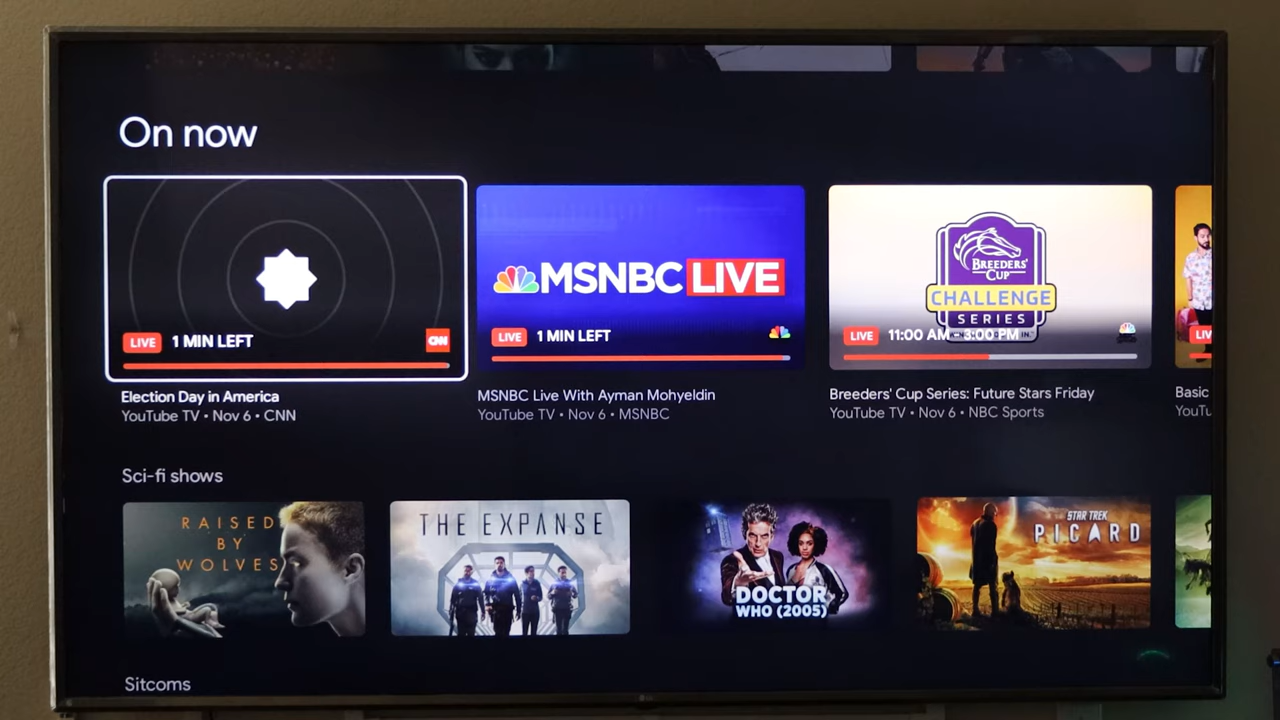 On now
LIVE 1 MIN LEFT CNN
Election Day in America
YouTube TV • Nov 6 • CNN
MSNBC LIVE
LIVE 1 MIN LEFT
MSNBC Live With Ayman Mohyeldin
YouTube TV • Nov 6 • MSNBC
BREEDERS'
CUP
CHALLENGE
SERIES
LIVE 11:00 AM – 3:00 PM
Breeders' Cup Series: Future Stars Friday
YouTube TV • Nov 6 • NBC Sports
LIV
Basic
YouTu
Sci-fi shows
RAISED
BY
WOLVES
THE EXPANSE
DOCTOR
WHO (2005)
STAR TREK
PICARD
Sitcoms
LG